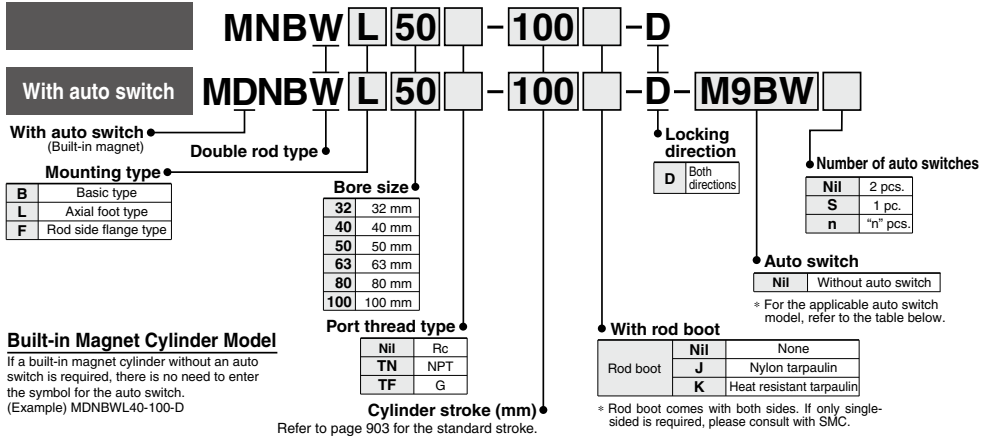 MNBW L 50 - 100 - D
With auto switch MDNBW L 50 - 100 - D - M9BW
With auto switch
(Built-in magnet)
Double rod type
Mounting type
B Basic type
L Axial foot type
F Rod side flange type
Bore size
32 32 mm
40 40 mm
50 50 mm
63 63 mm
80 80 mm
100 100 mm
Locking
direction
D Both
directions
Number of auto switches
Nil 2 pcs.
S 1 pc.
n "n" pcs.
Auto switch
Nil Without auto switch
* For the applicable auto switch
model, refer to the table below.
Built-in Magnet Cylinder Model
If a built-in magnet cylinder without an auto
switch is required, there is no need to enter
the symbol for the auto switch.
(Example) MDNBWL40-100-D
Port thread type
Nil Rc
TN NPT
TF G
With rod boot
Rod boot
Nil None
J Nylon tarpaulin
K Heat resistant tarpaulin
* Rod boot comes with both sides. If only single-
sided is required, please consult with SMC.
Cylinder stroke (mm)
Refer to page 903 for the standard stroke.